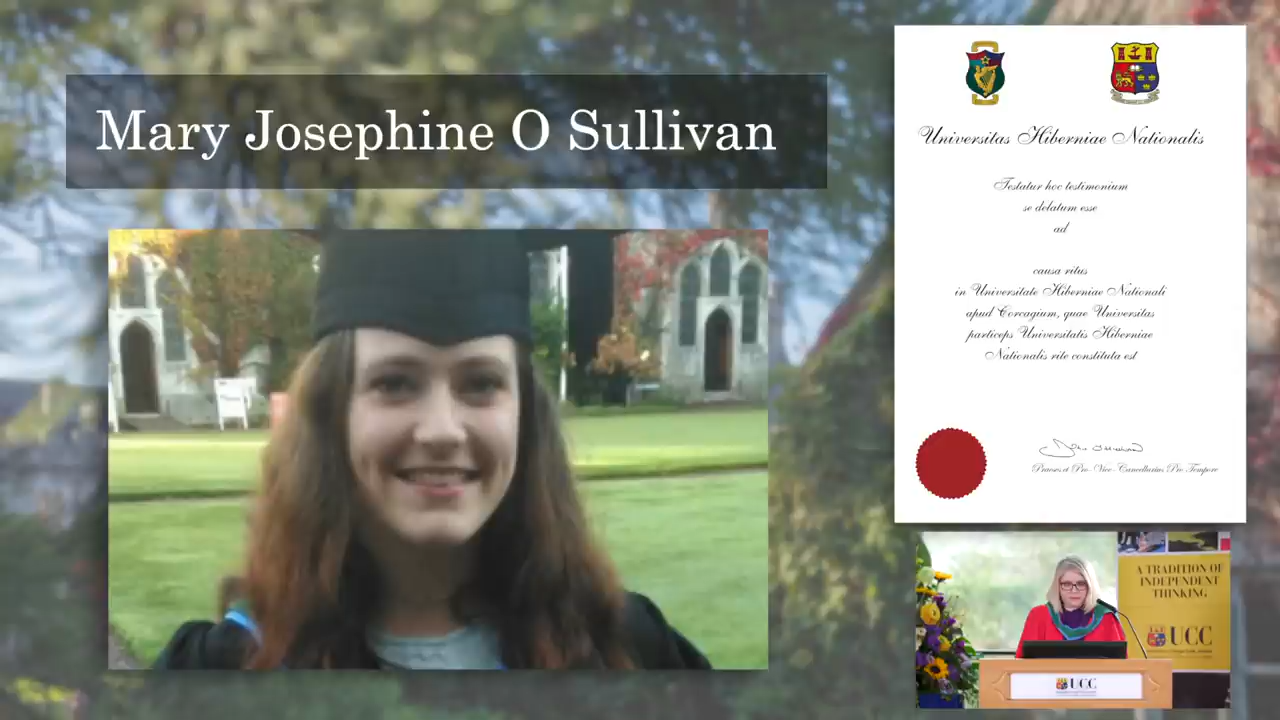 Mary Josephine O Sullivan
Universitas Hiberniae Nationalis
Testatur hoc testimonium
se delatum esse
ad
causa ritus
in Universitate Hiberniae Nationali
apud Corcagium, quae Universitas
particeps Universitatis Hiberniae
Nationalis rite constituta est
Praeses et Pro-Vice-Cancellarius Pro Tempore
A TRADITION OF
INDEPENDENT
THINKING
UCC
UCC